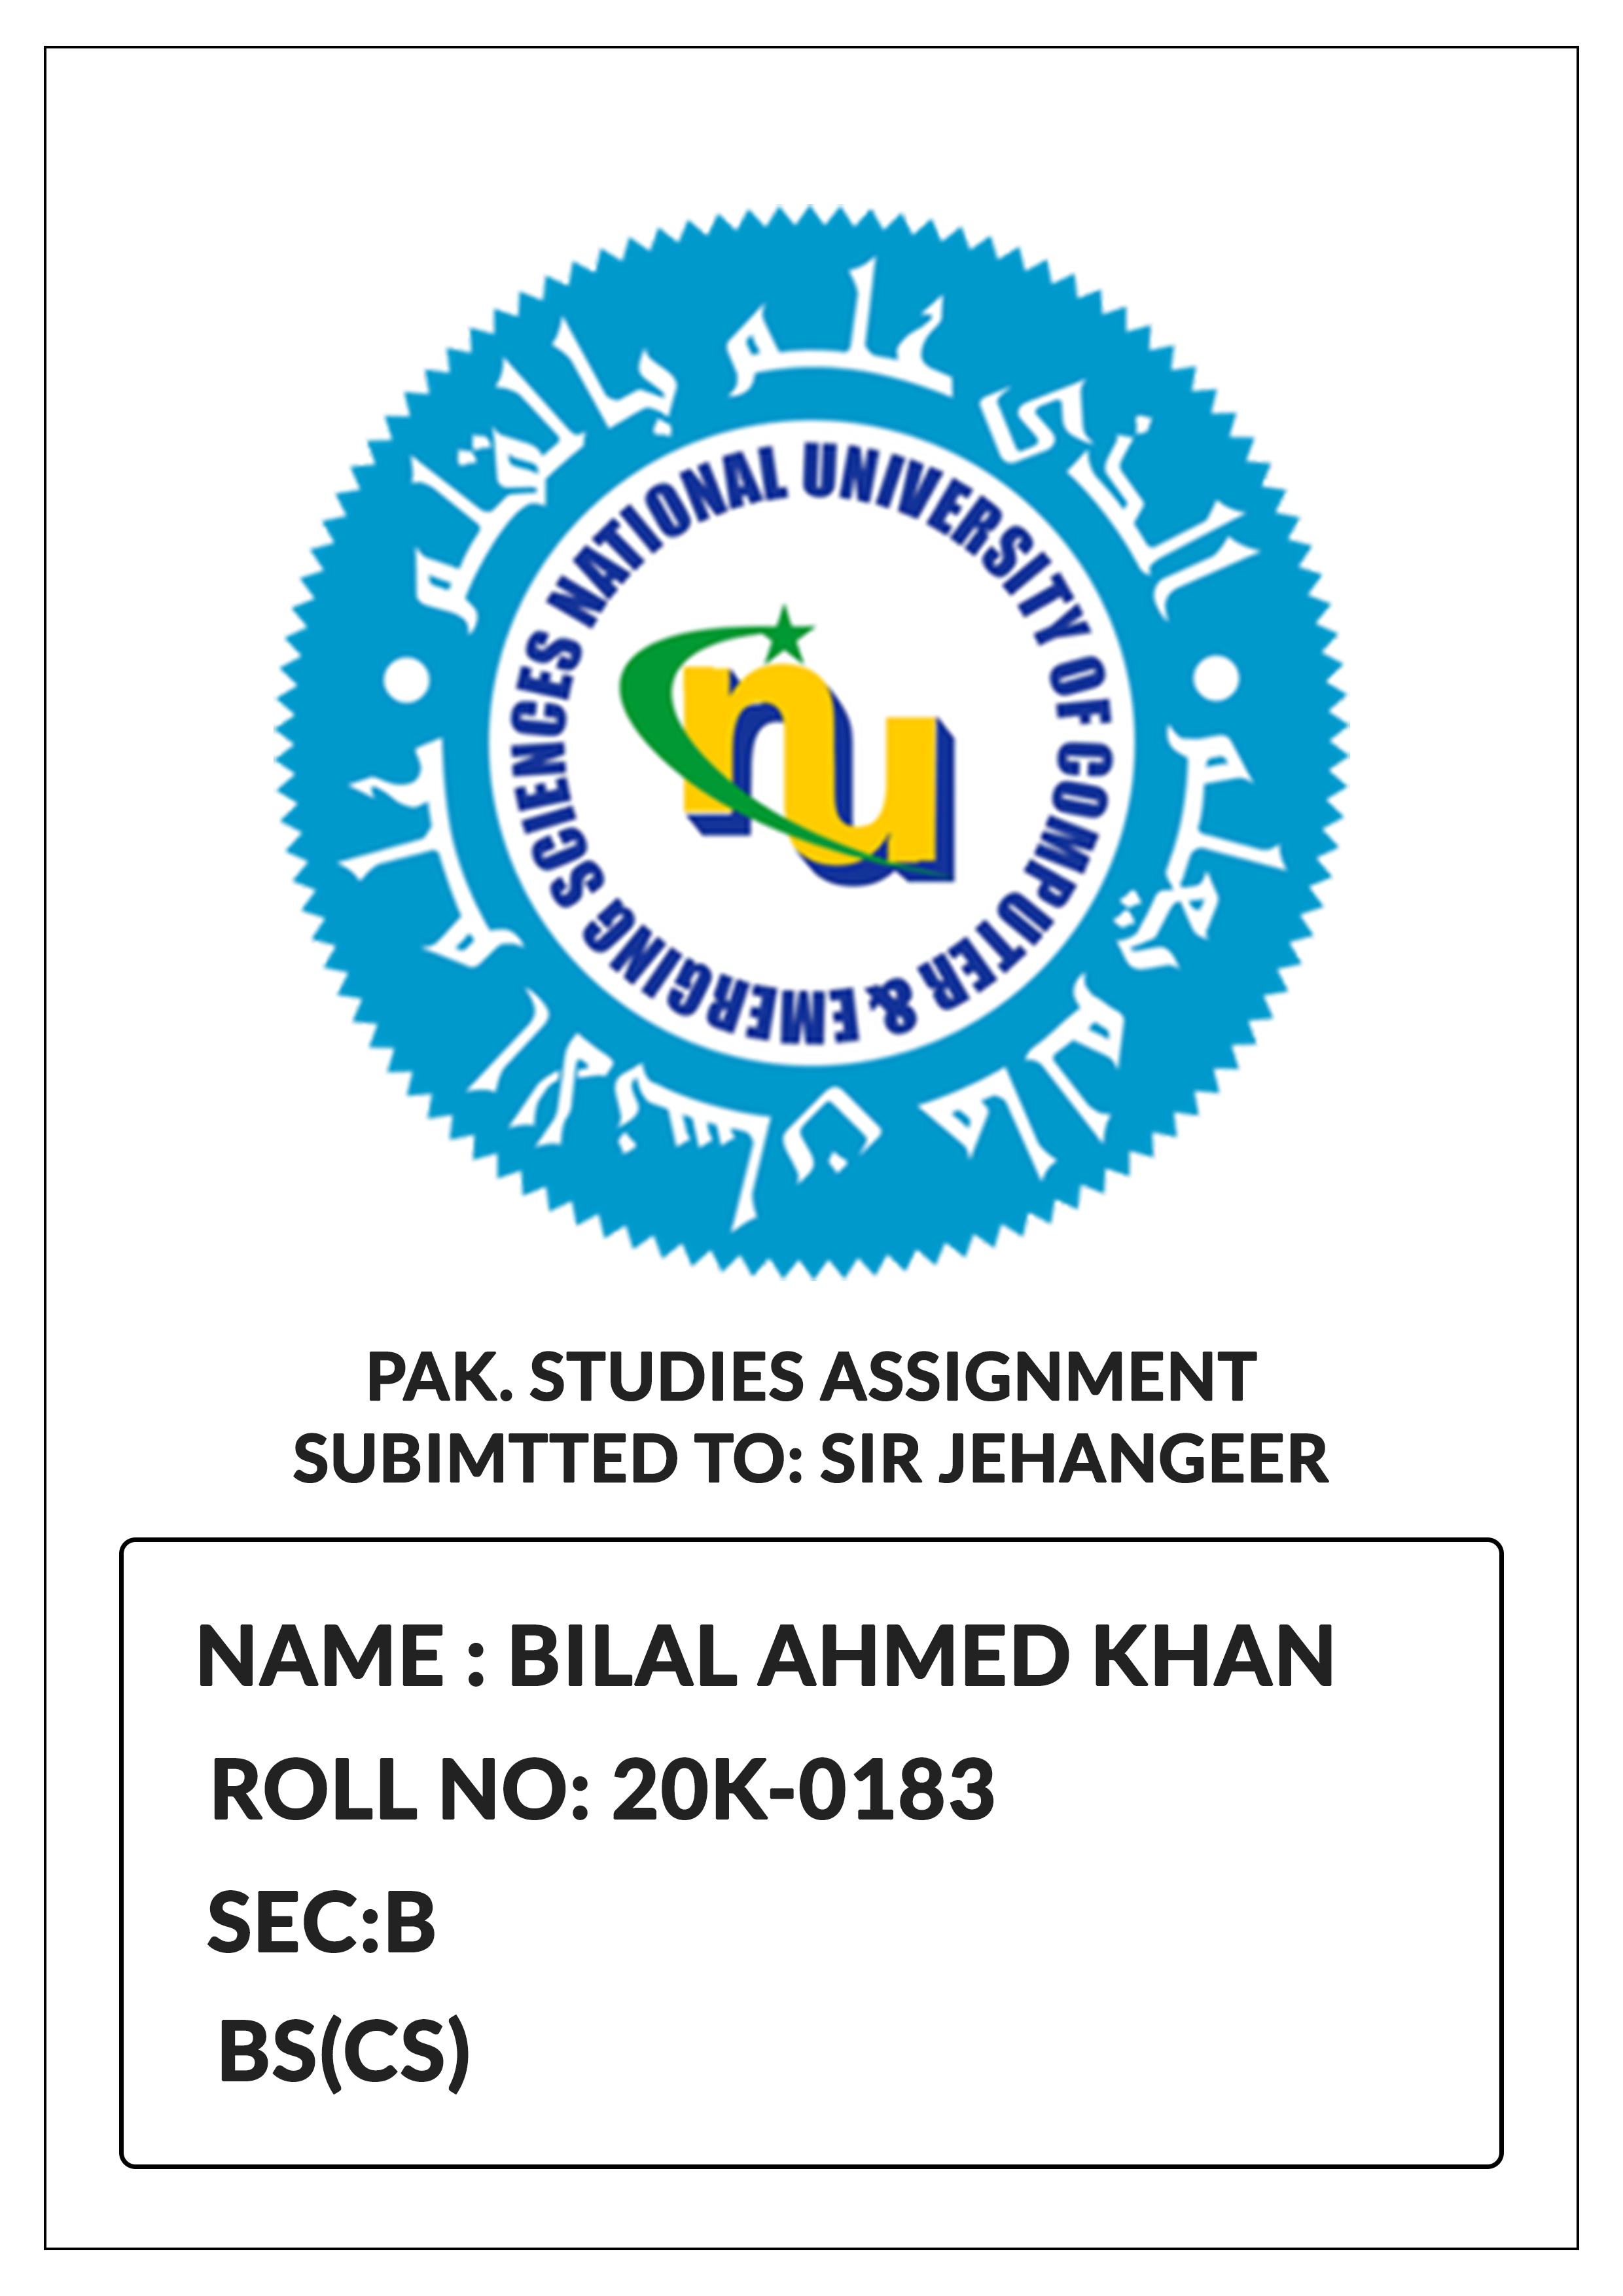 الذی علم بالقلم
علم الانسان مالم یعلم
NATIONAL UNIVERSITY OF COMPUTER & EMERGING SCIENCES
nu
PAK. STUDIES ASSIGNMENT
SUBIMTTED TO: SIR JEHANGEER
NAME : BILAL AHMED KHAN
ROLL NO: 20K-0183
SEC:B
BS(CS)